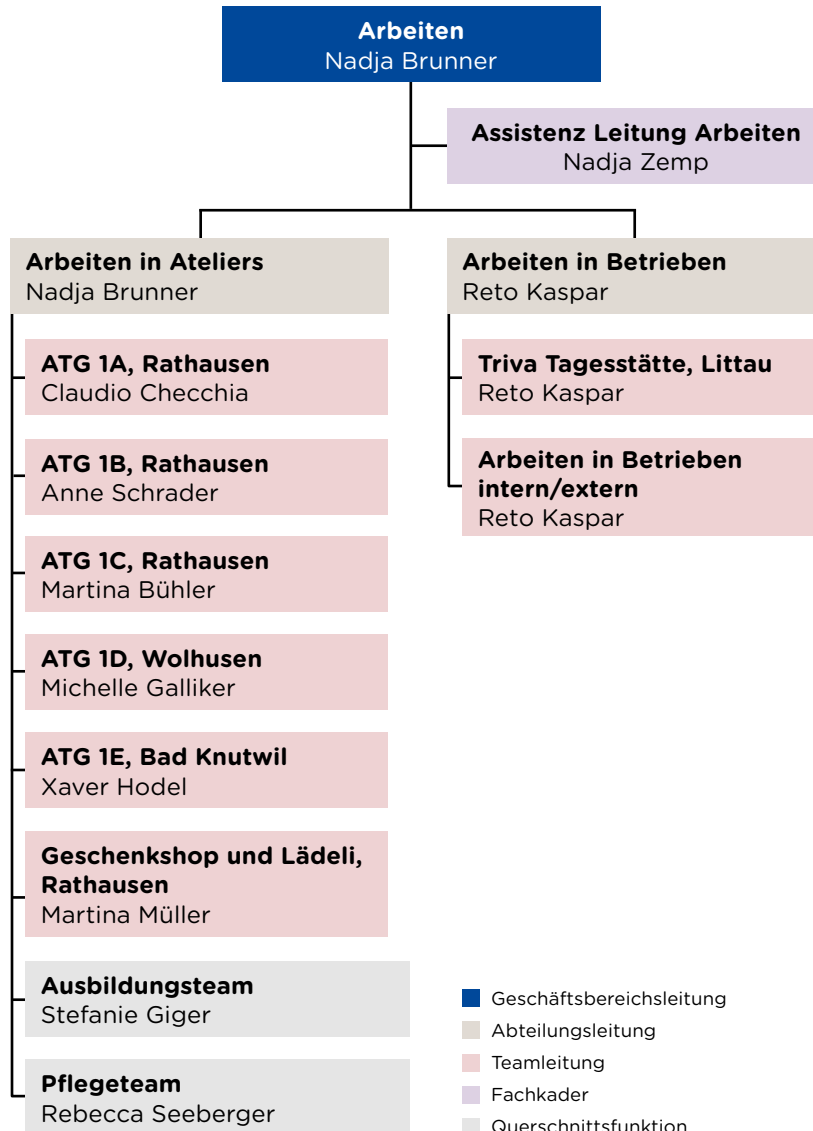 Arbeiten
Nadja Brunner
Assistenz Leitung Arbeiten
Nadja Zemp
Arbeiten in Ateliers
Nadja Brunner
ATG 1A, Rathausen
Claudio Checchia
ATG 1B, Rathausen
Anne Schrader
ATG 1C, Rathausen
Martina Bühler
ATG 1D, Wolhusen
Michelle Galliker
ATG 1E, Bad Knutwil
Xaver Hodel
Geschenkshop und Lädeli,
Rathausen
Martina Müller
Ausbildungsteam
Stefanie Giger
Pflegeteam
Rebecca Seeberger
Arbeiten in Betrieben
Reto Kaspar
Triva Tagesstätte, Littau
Reto Kaspar
Arbeiten in Betrieben
intern/extern
Reto Kaspar
Geschäftsbereichsleitung
Abteilungsleitung
Teamleitung
Fachkader
Querschnittsfunktion